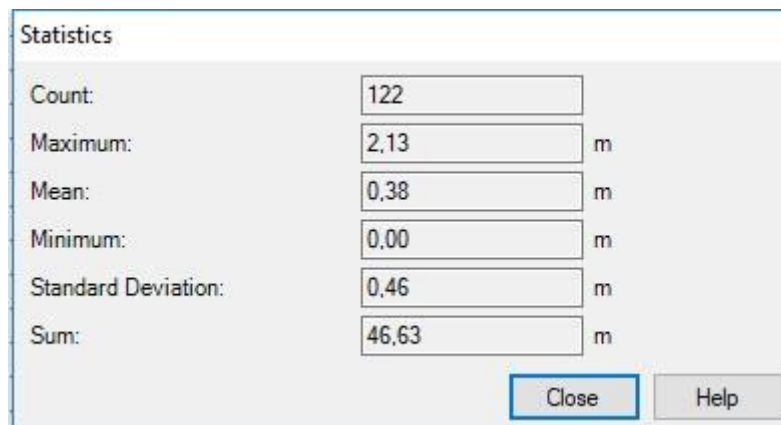 Statistics
Count: 122
Maximum: 2,13 m
Mean: 0,38 m
Minimum: 0,00 m
Standard Deviation: 0,46 m
Sum: 46,63 m
Close Help